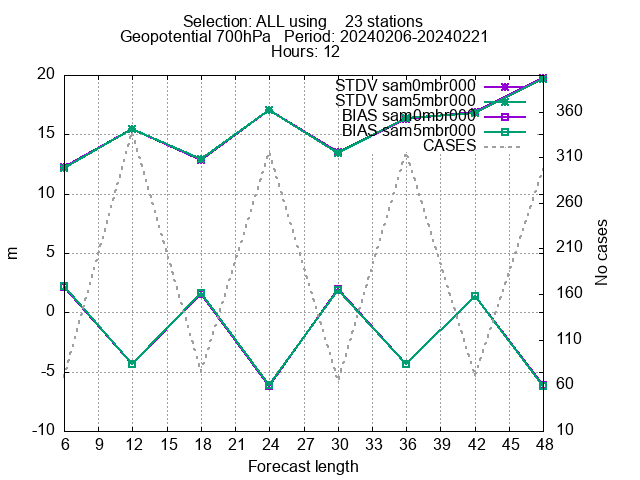 Selection: ALL using    23 stations
Geopotential 700hPa   Period: 20240206-20240221
Hours: 12
STDV sam0mbr000
STDV sam5mbr000
BIAS sam0mbr000
BIAS sam5mbr000
CASES
20
15
10
5
0
-5
-10
m
360
310
260
210
160
110
60
10
No cases
6 9 12 15 18 21 24 27 30 33 36 39 42 45 48
Forecast length